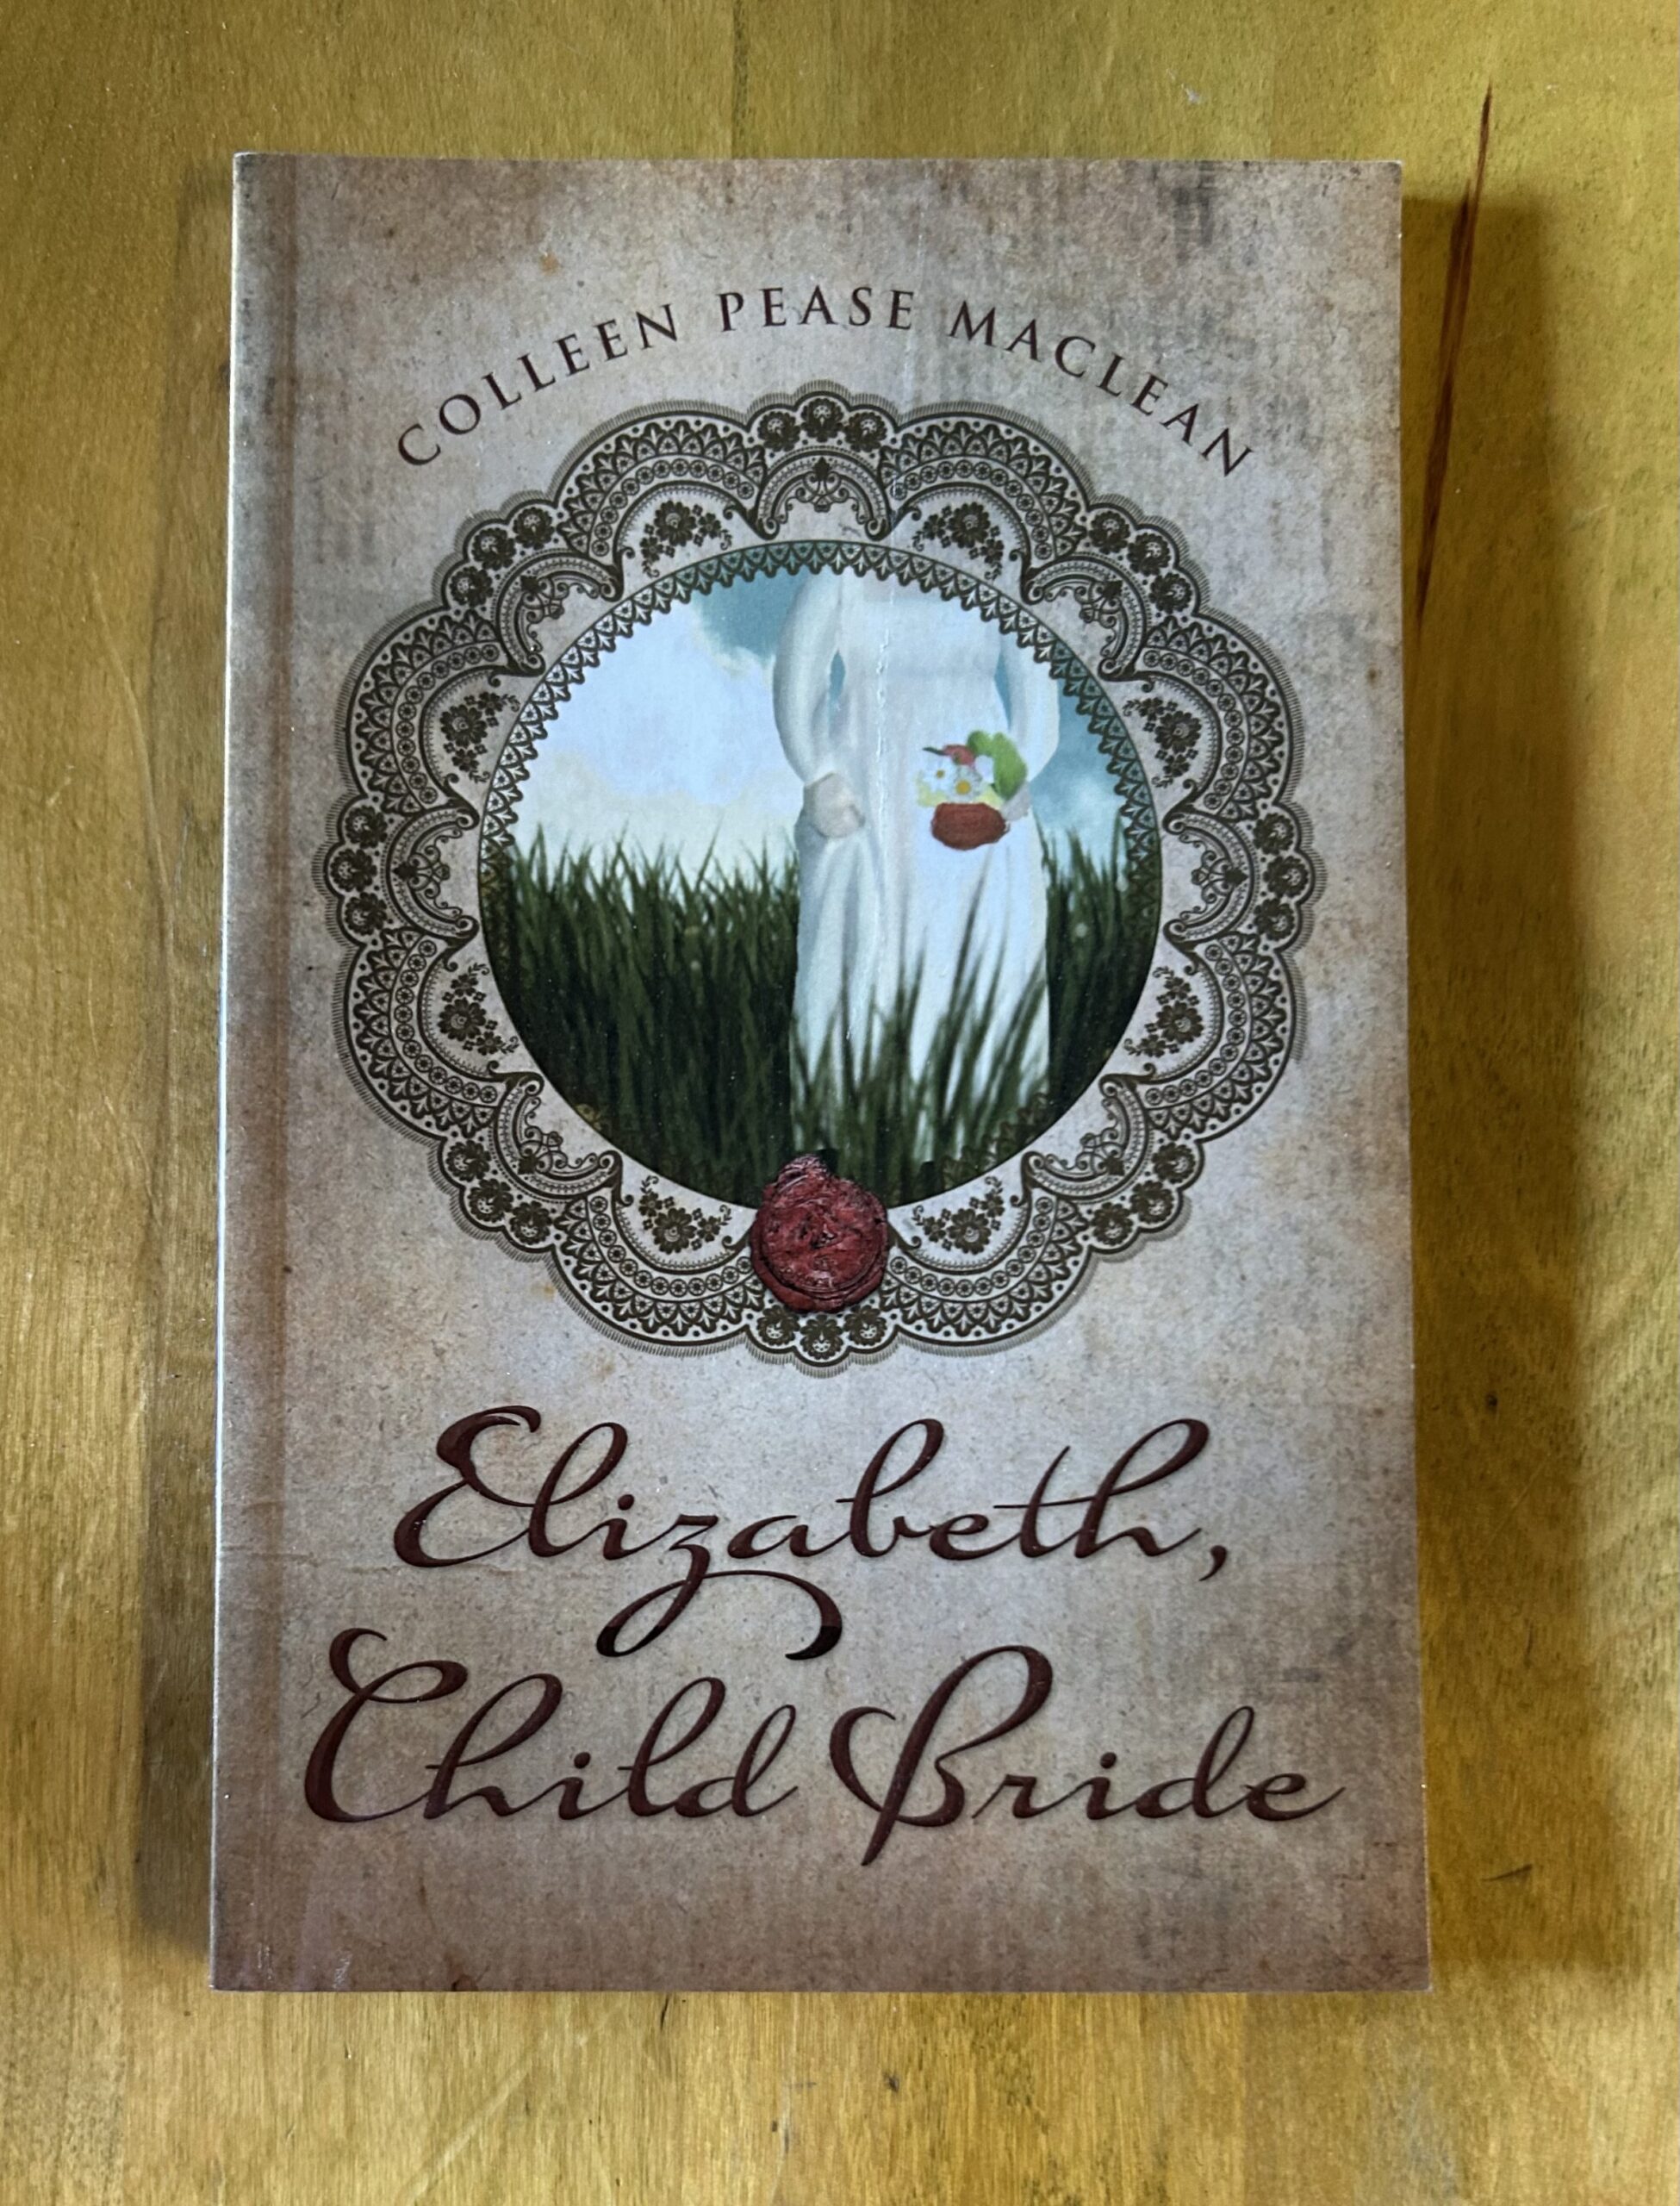 COLLEEN PEASE MACLEAN
Elizabeth,
Child Bride